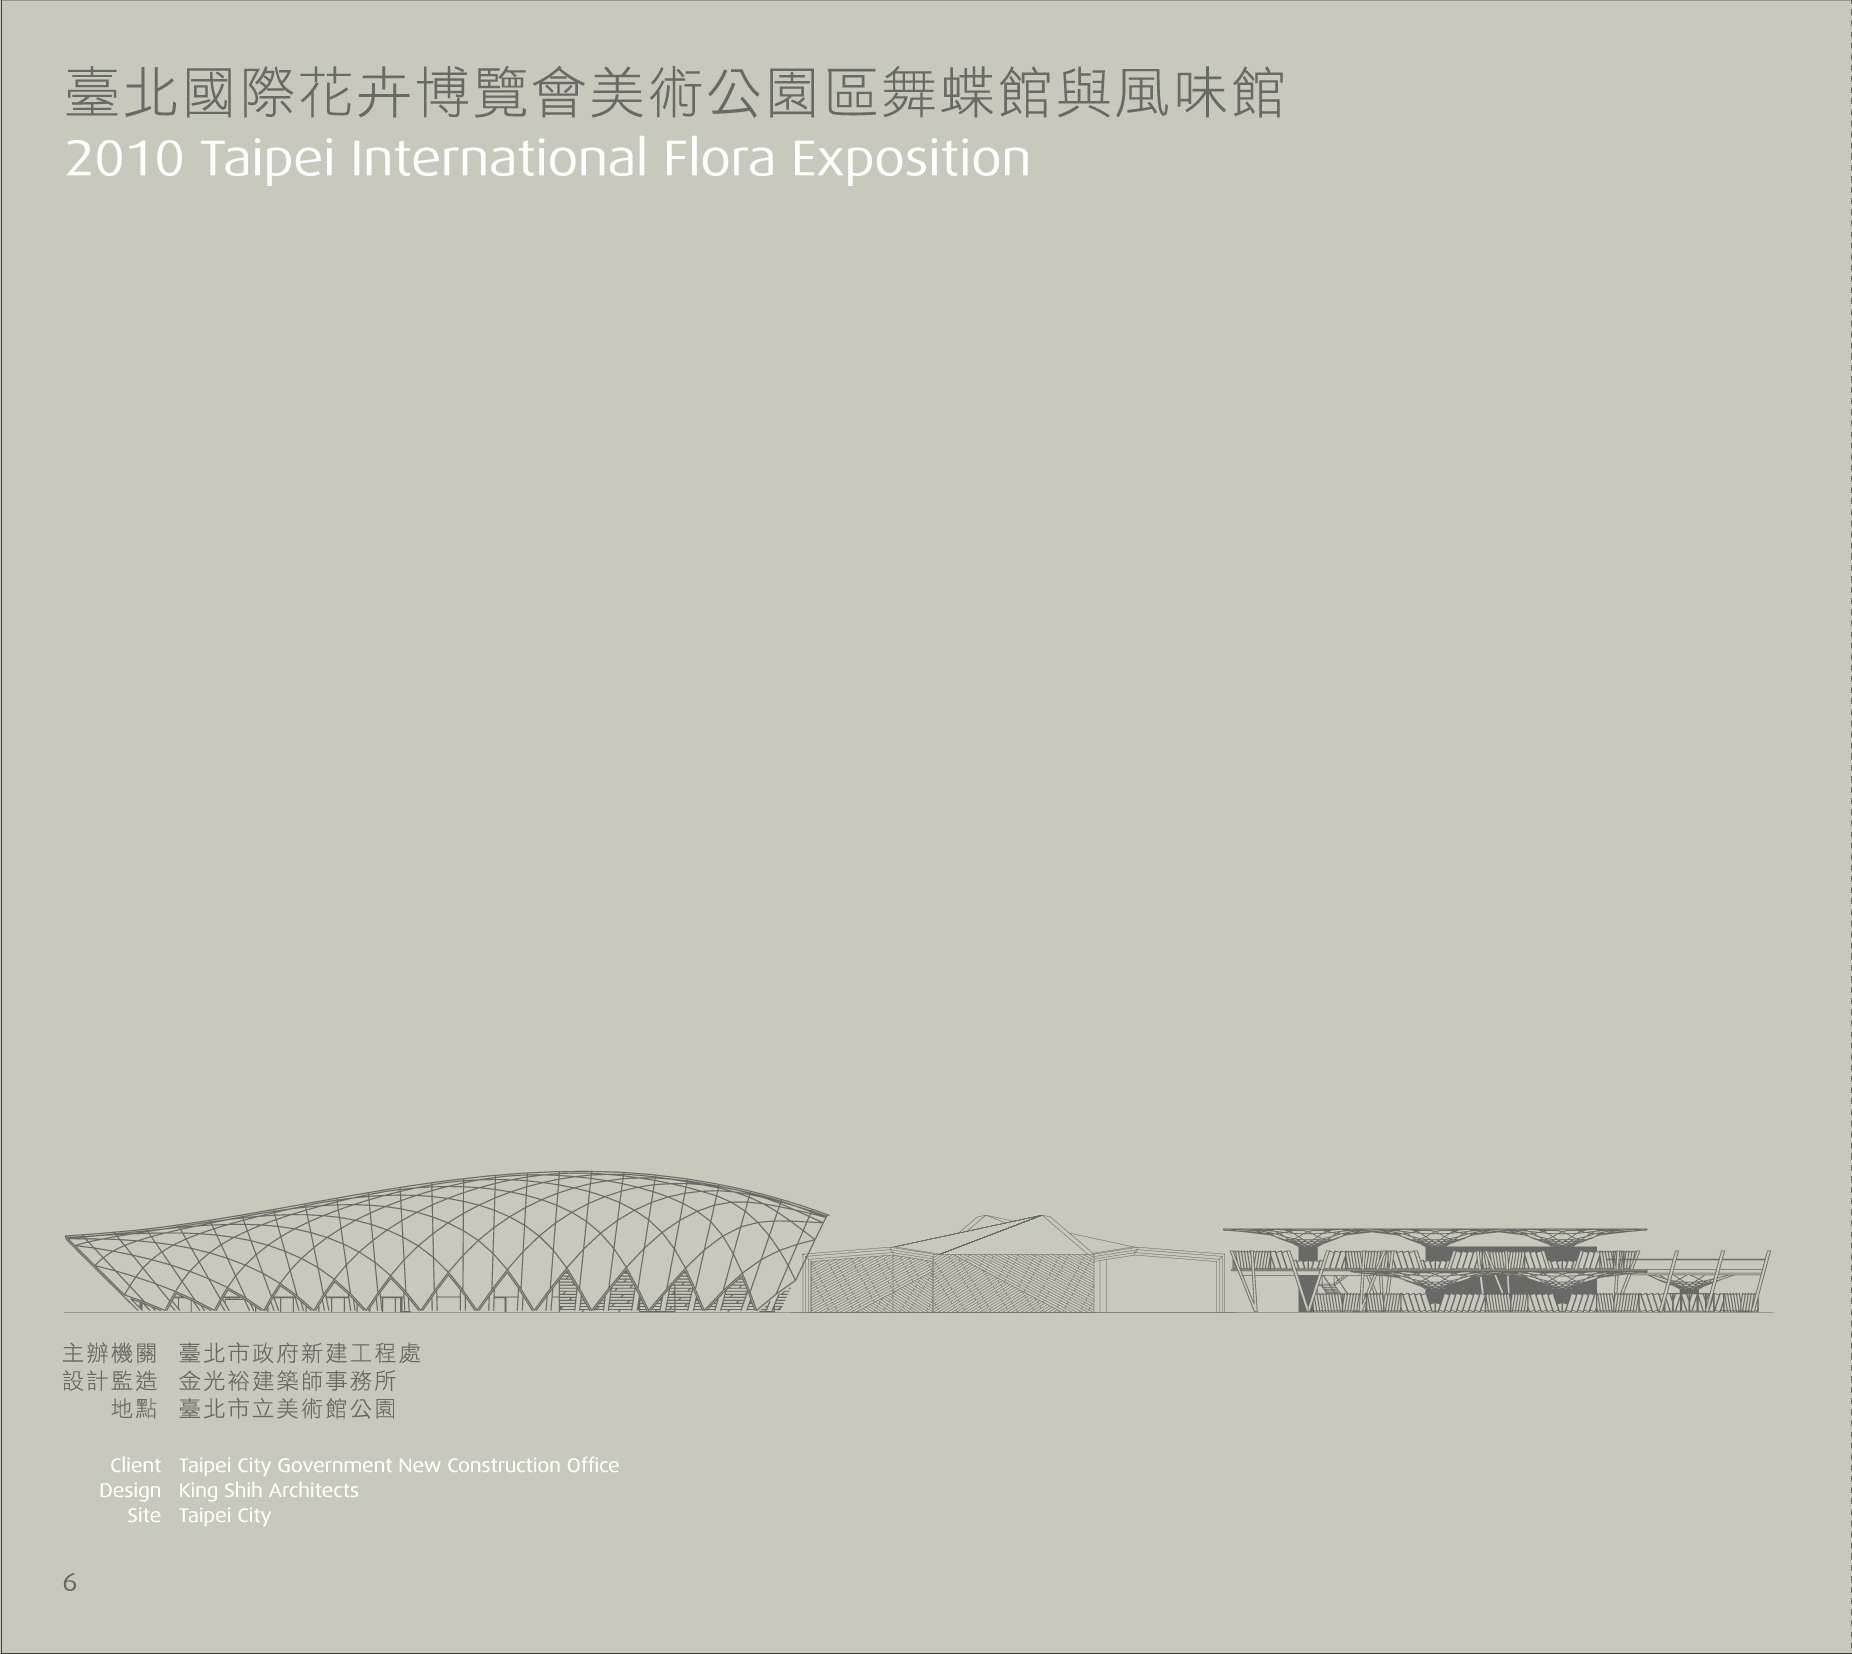 臺北國際花卉博覽會美術公園區舞蝶館與風味館
2010 Taipei International Flora Exposition
主辦機關 臺北市政府新建工程處
設計監造 金光裕建築師事務所
地點 臺北市立美術館公園
Client Taipei City Government New Construction Office
Design King Shih Architects
Site Taipei City
6